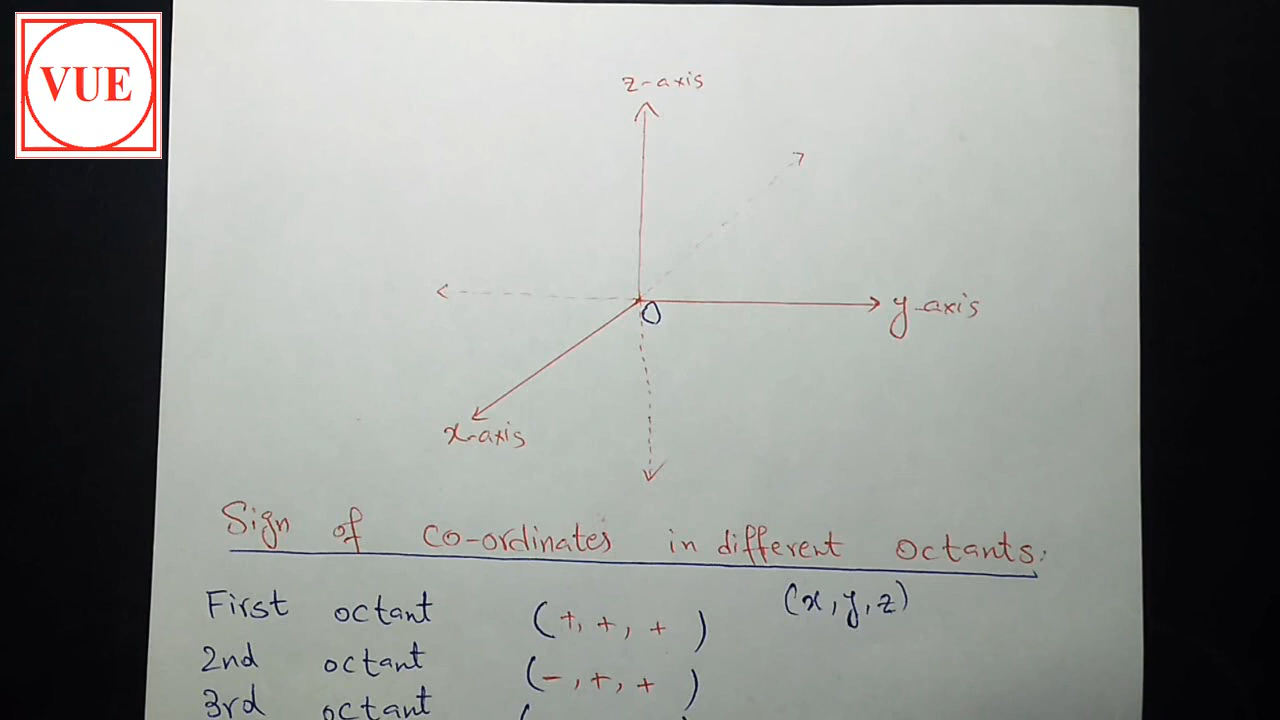 VUE
z-axis
O
y-axis
x-axis
Sign of co-ordinates in different octants.
(x, y, z)
First octant (+, +, +)
2nd octant (-, +, +)
3rd octant (